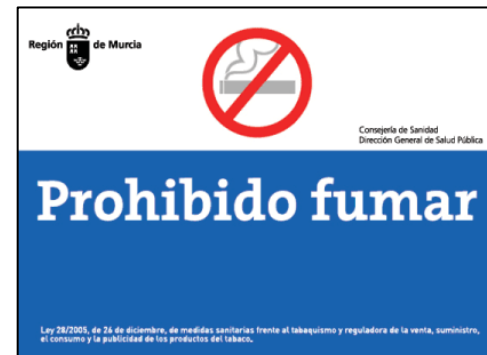 Región de Murcia
Consejería de Sanidad
Dirección General de Salud Pública
Prohibido fumar
Ley 28/2005, de 26 de diciembre, de medidas sanitarias frente al tabaquismo y reguladora de la venta, suministro,
el consumo y la publicidad de los productos del tabaco.